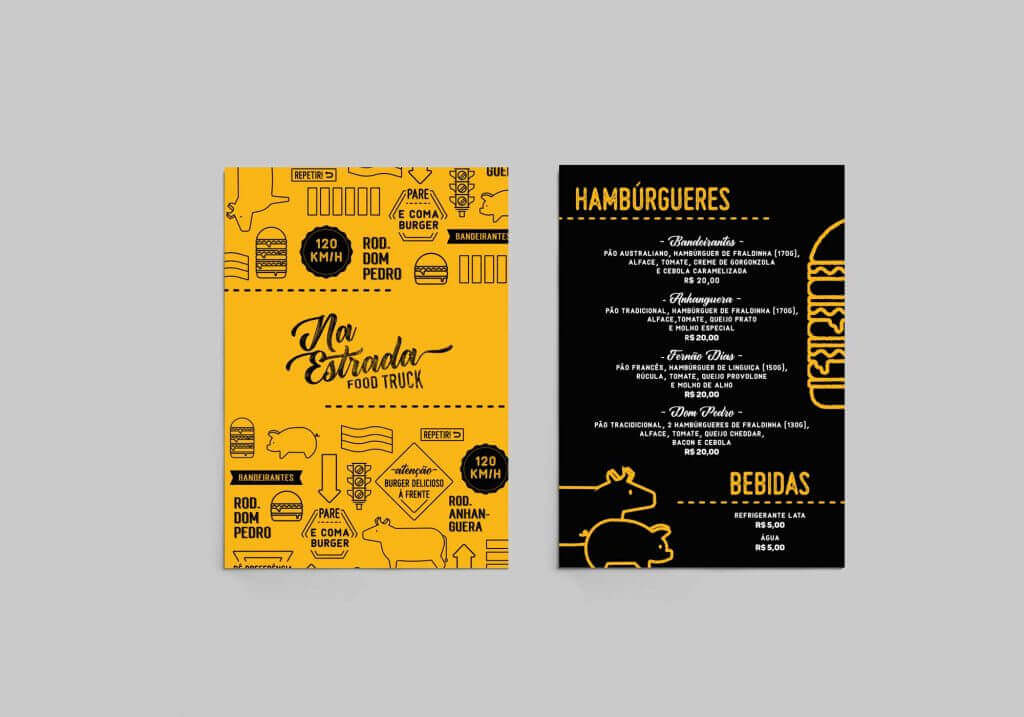 REPETIR!
PARE
E COMA
BURGER
GUE
BANDEIRANTES
120
KM/H
ROD.
DOM
PEDRO
Na
Estrada
FOOD TRUCK
REPETIR!
BANDEIRANTES
ROD.
DOM
PEDRO
PARE
E COMA
BURGER
atenção
BURGER DELICIOSO
À FRENTE
120
KM/H
ROD.
ANHAN-
GUERA
HAMBÚRGUERES
- Bandeirantes -
PÃO AUSTRALIANO, HAMBÚRGUER DE FRALDINHA [170G],
ALFACE, TOMATE, CREME DE GORGONZOLA
E CEBOLA CARAMELIZADA
R$ 20,00
- Anhanguera -
PÃO TRADICIONAL, HAMBÚRGUER DE FRALDINHA [170G],
ALFACE,TOMATE, QUEIJO PRATO
E MOLHO ESPECIAL
R$ 20,00
- Fernão Dias -
PÃO FRANCÊS, HAMBÚRGUER DE LINGUIÇA [150G],
RÚCULA, TOMATE, QUEIJO PROVOLONE
E MOLHO DE ALHO
R$ 20,00
- Dom Pedro -
PÃO TRACIDICIONAL, 2 HAMBÚRGUERES DE FRALDINHA [130G],
ALFACE, TOMATE, QUEIJO CHEDDAR,
BACON E CEBOLA
R$ 20,00
BEBIDAS
REFRIGERANTE LATA
R$ 5,00
ÁGUA
R$ 5,00